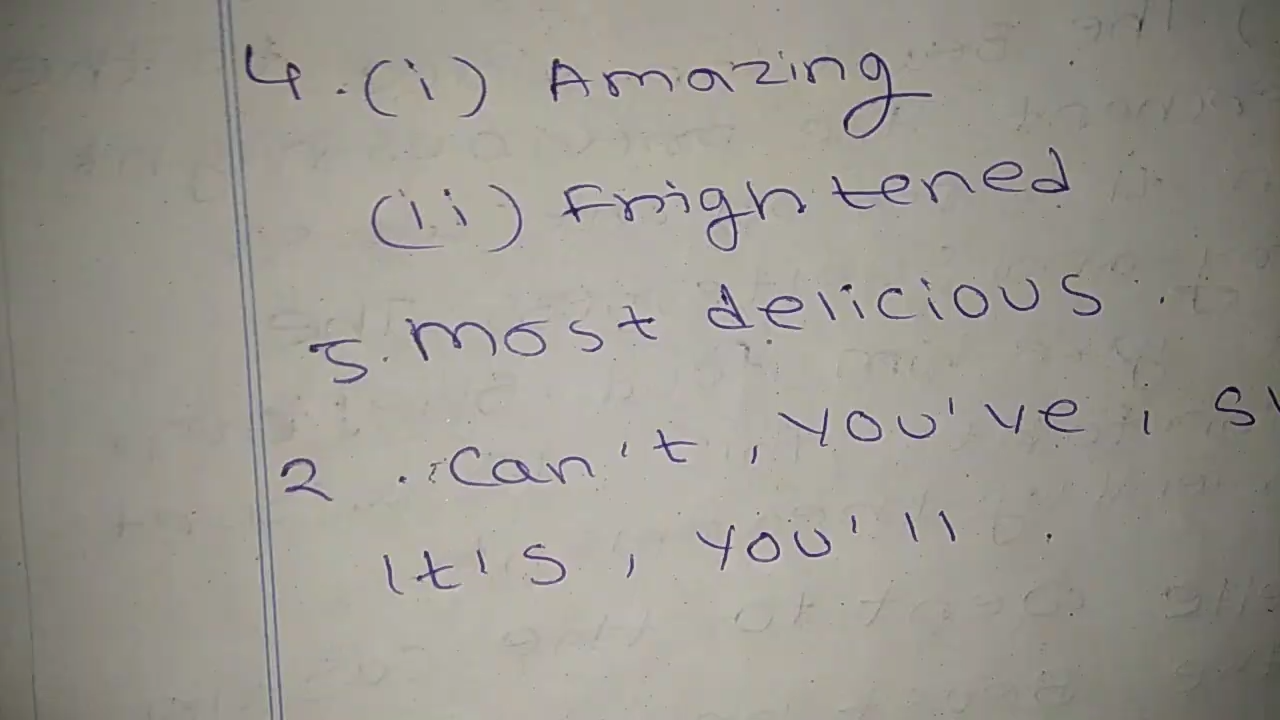 4. (i) Amazing
(ii) Frightened
5. most delicious.
2. can't, you've,
it's, you'll.